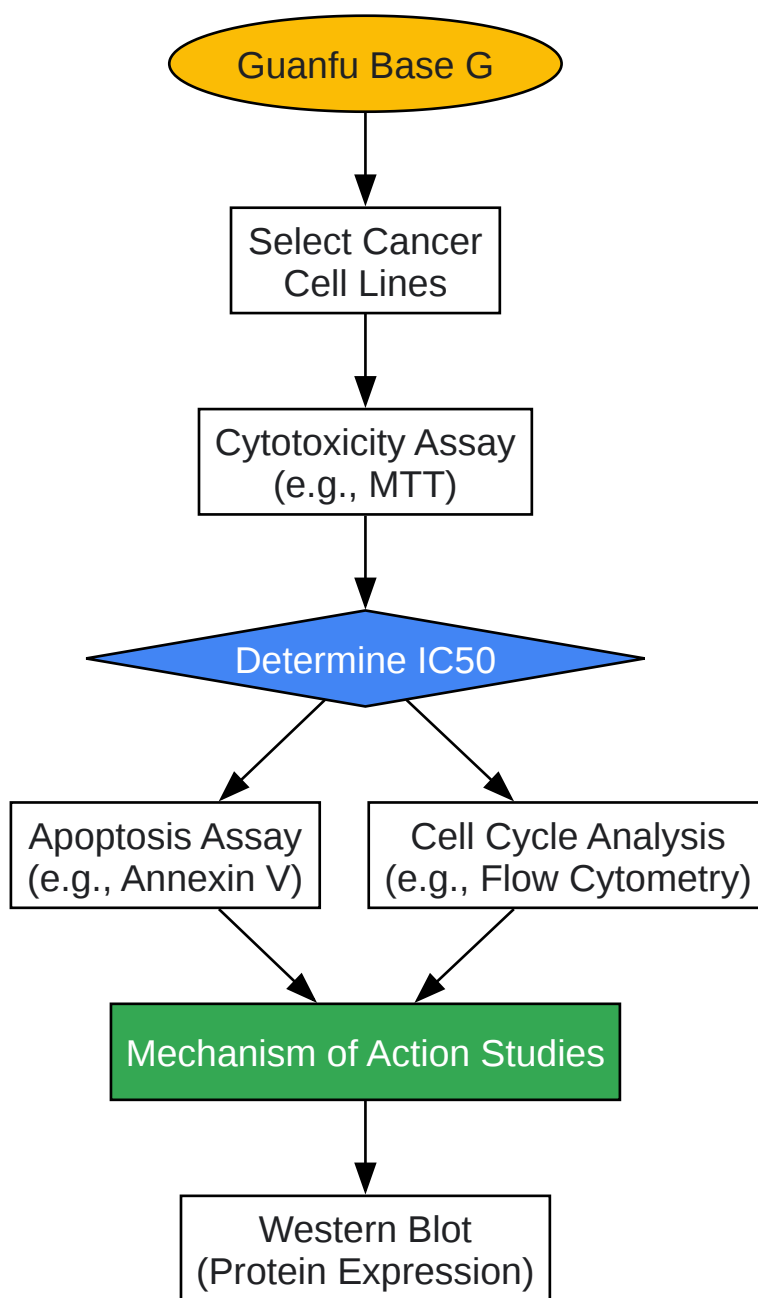 Guanfu Base G
Select Cancer
Cell Lines
Cytotoxicity Assay
(e.g., MTT)
Determine IC50
Apoptosis Assay
(e.g., Annexin V)
Cell Cycle Analysis
(e.g., Flow Cytometry)
Mechanism of Action Studies
Western Blot
(Protein Expression)